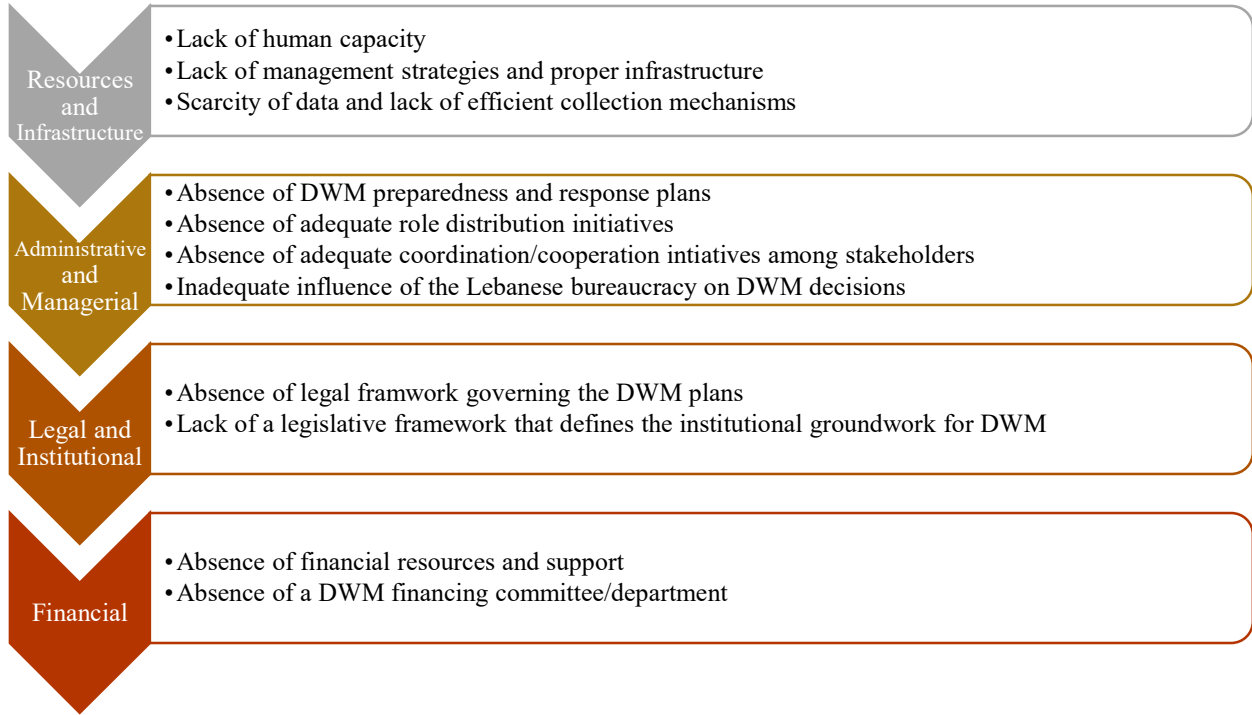 Resources
and
Infrastructure
•Lack of human capacity
•Lack of management strategies and proper infrastructure
•Scarcity of data and lack of efficient collection mechanisms
Administrative
and
Managerial
•Absence of DWM preparedness and response plans
•Absence of adequate role distribution initiatives
•Absence of adequate coordination/cooperation intiatives among stakeholders
•Inadequate influence of the Lebanese bureaucracy on DWM decisions
Legal and
Institutional
•Absence of legal framwork governing the DWM plans
•Lack of a legislative framework that defines the institutional groundwork for DWM
Financial
•Absence of financial resources and support
•Absence of a DWM financing committee/department